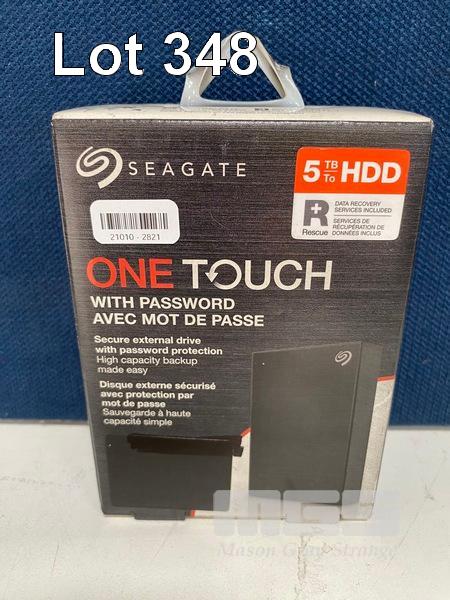 Lot 348
SEAGATE
5 TB To HDD
R+ Rescue
DATA RECOVERY
SERVICES INCLUDED
SERVICES DE
RÉCUPÉRATION DE
DONNÉES INCLUS
21010 - 2821
ONE TOUCH
WITH PASSWORD
AVEC MOT DE PASSE
Secure external drive
with password protection
High capacity backup
made easy
Disque externe sécurisé
avec protection par
mot de passe
Sauvegarde à haute
capacité simple
MGS
Mason Gray Strange